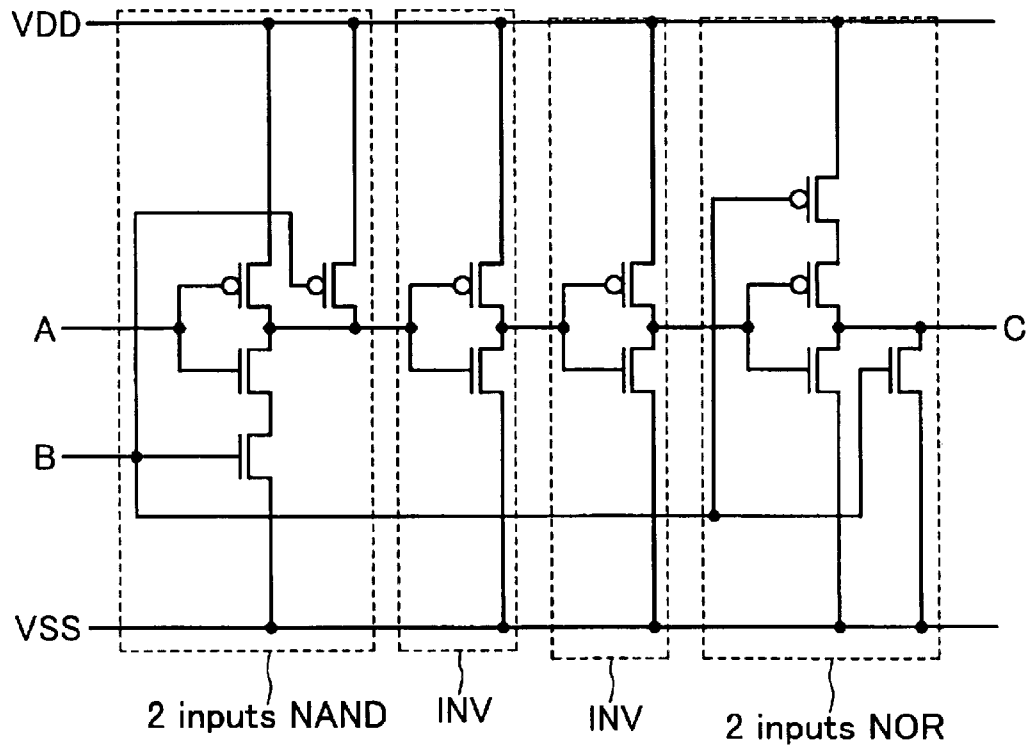 VDD
A
C
B
VSS
2 inputs NAND
INV
INV
2 inputs NOR